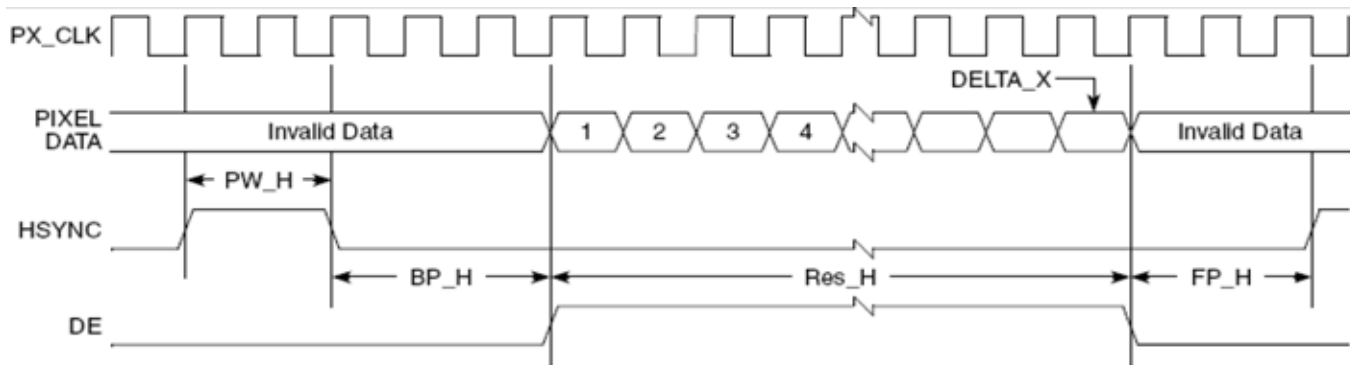 PX_CLK
DELTA_X
PIXEL
DATA
Invalid Data
1
2
3
4
Invalid Data
PW_H
HSYNC
BP_H
Res_H
FP_H
DE